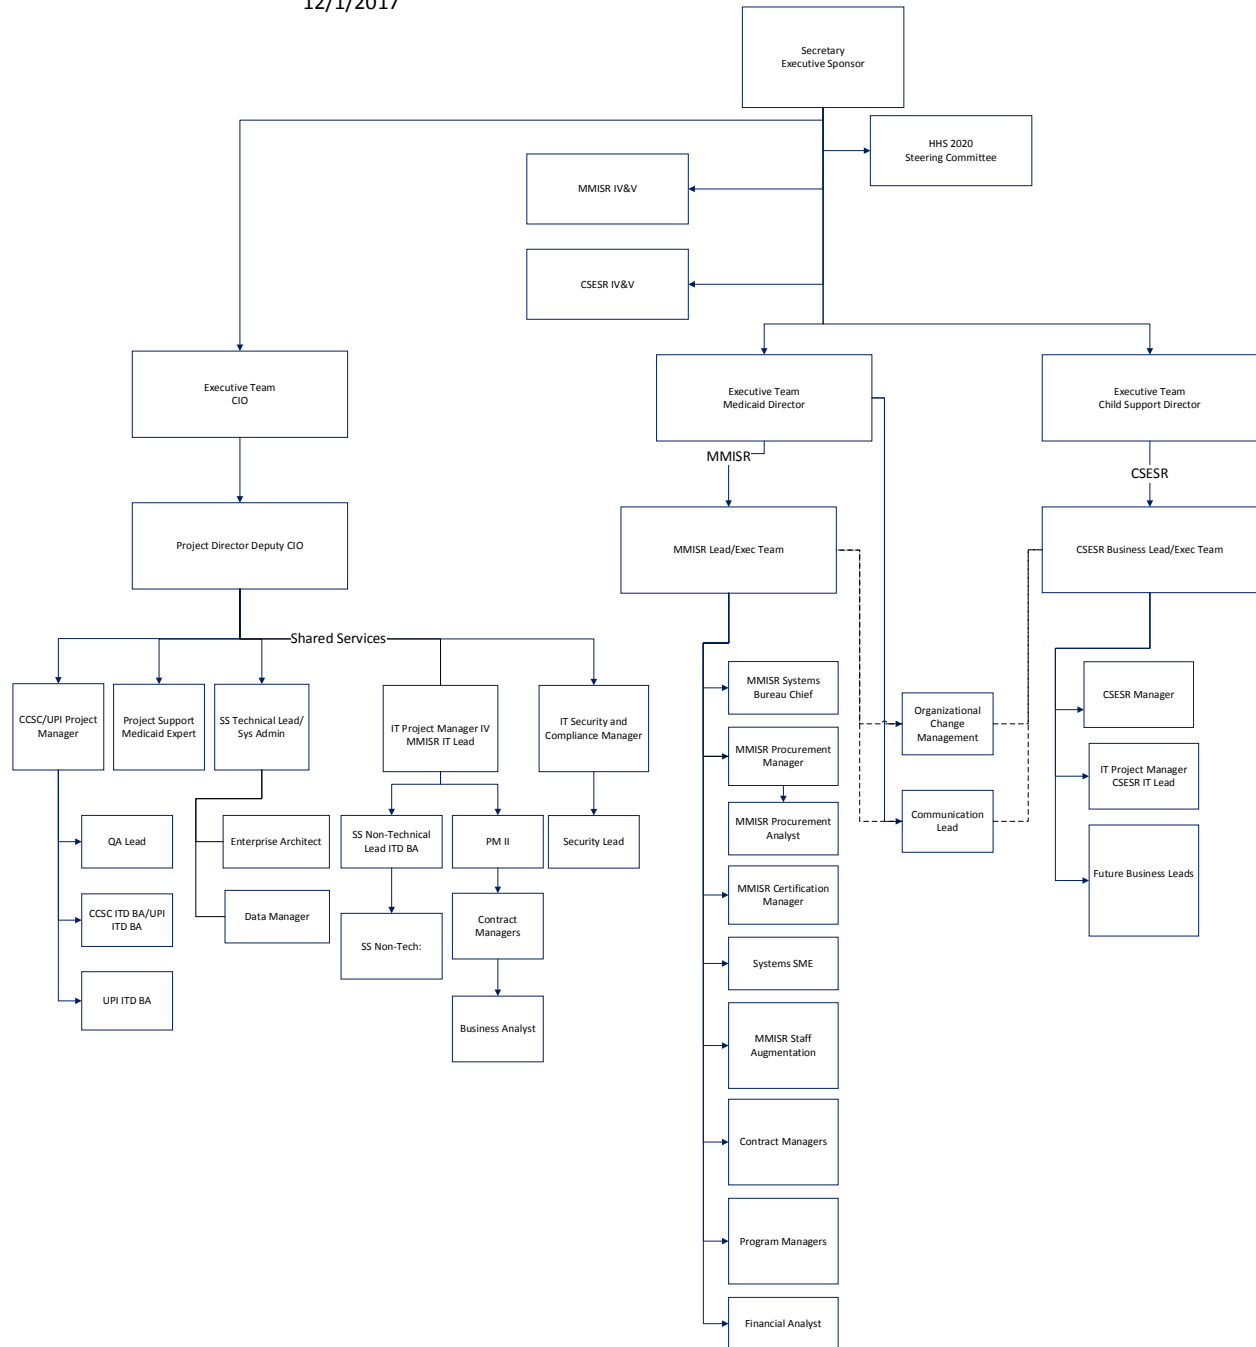 12/1/2017
Secretary
Executive Sponsor
HHS 2020
Steering Committee
MMISR IV&V
CSESR IV&V
Executive Team
CIO
Executive Team
Medicaid Director
Executive Team
Child Support Director
MMISR
CSESR
Project Director Deputy CIO
MMISR Lead/Exec Team
CSESR Business Lead/Exec Team
Shared Services
CCSC/UPI Project
Manager
Project Support
Medicaid Expert
SS Technical Lead/
Sys Admin
IT Project Manager IV
MMISR IT Lead
IT Security and
Compliance Manager
MMISR Systems
Bureau Chief
Organizational
Change
Management
CSESR Manager
MMISR Procurement
Manager
IT Project Manager
CSESR IT Lead
QA Lead
Enterprise Architect
SS Non-Technical
Lead ITD BA
PM II
Security Lead
MMISR Procurement
Analyst
Communication
Lead
Future Business Leads
CCSC ITD BA/UPI
ITD BA
Data Manager
SS Non-Tech:
Contract
Managers
MMISR Certification
Manager
Systems SME
UPI ITD BA
Business Analyst
MMISR Staff
Augmentation
Contract Managers
Program Managers
Financial Analyst